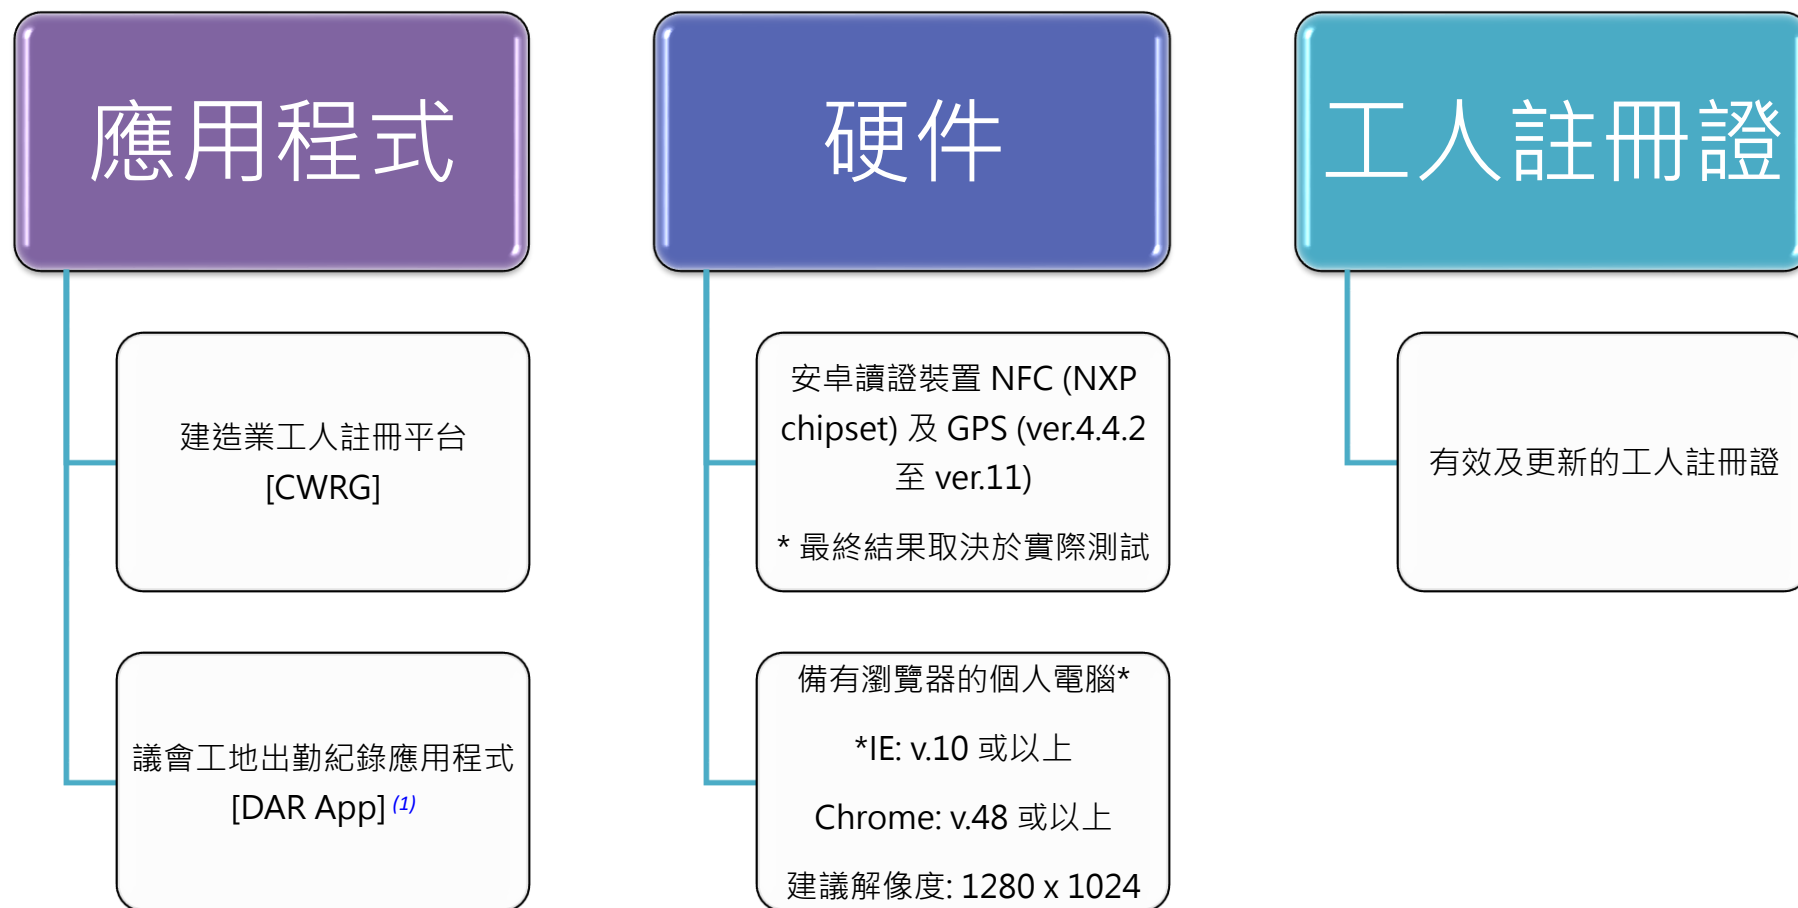 應用程式
建造業工人註冊平台
[CWRG]
議會工地出勤紀錄應用程式
[DAR App] (1)
硬件
安卓讀證裝置 NFC (NXP
chipset) 及 GPS (ver.4.4.2
至 ver.11)
* 最終結果取決於實際測試
備有瀏覽器的個人電腦*
*IE: v.10 或以上
Chrome: v.48 或以上
建議解像度: 1280 x 1024
工人註冊證
有效及更新的工人註冊證